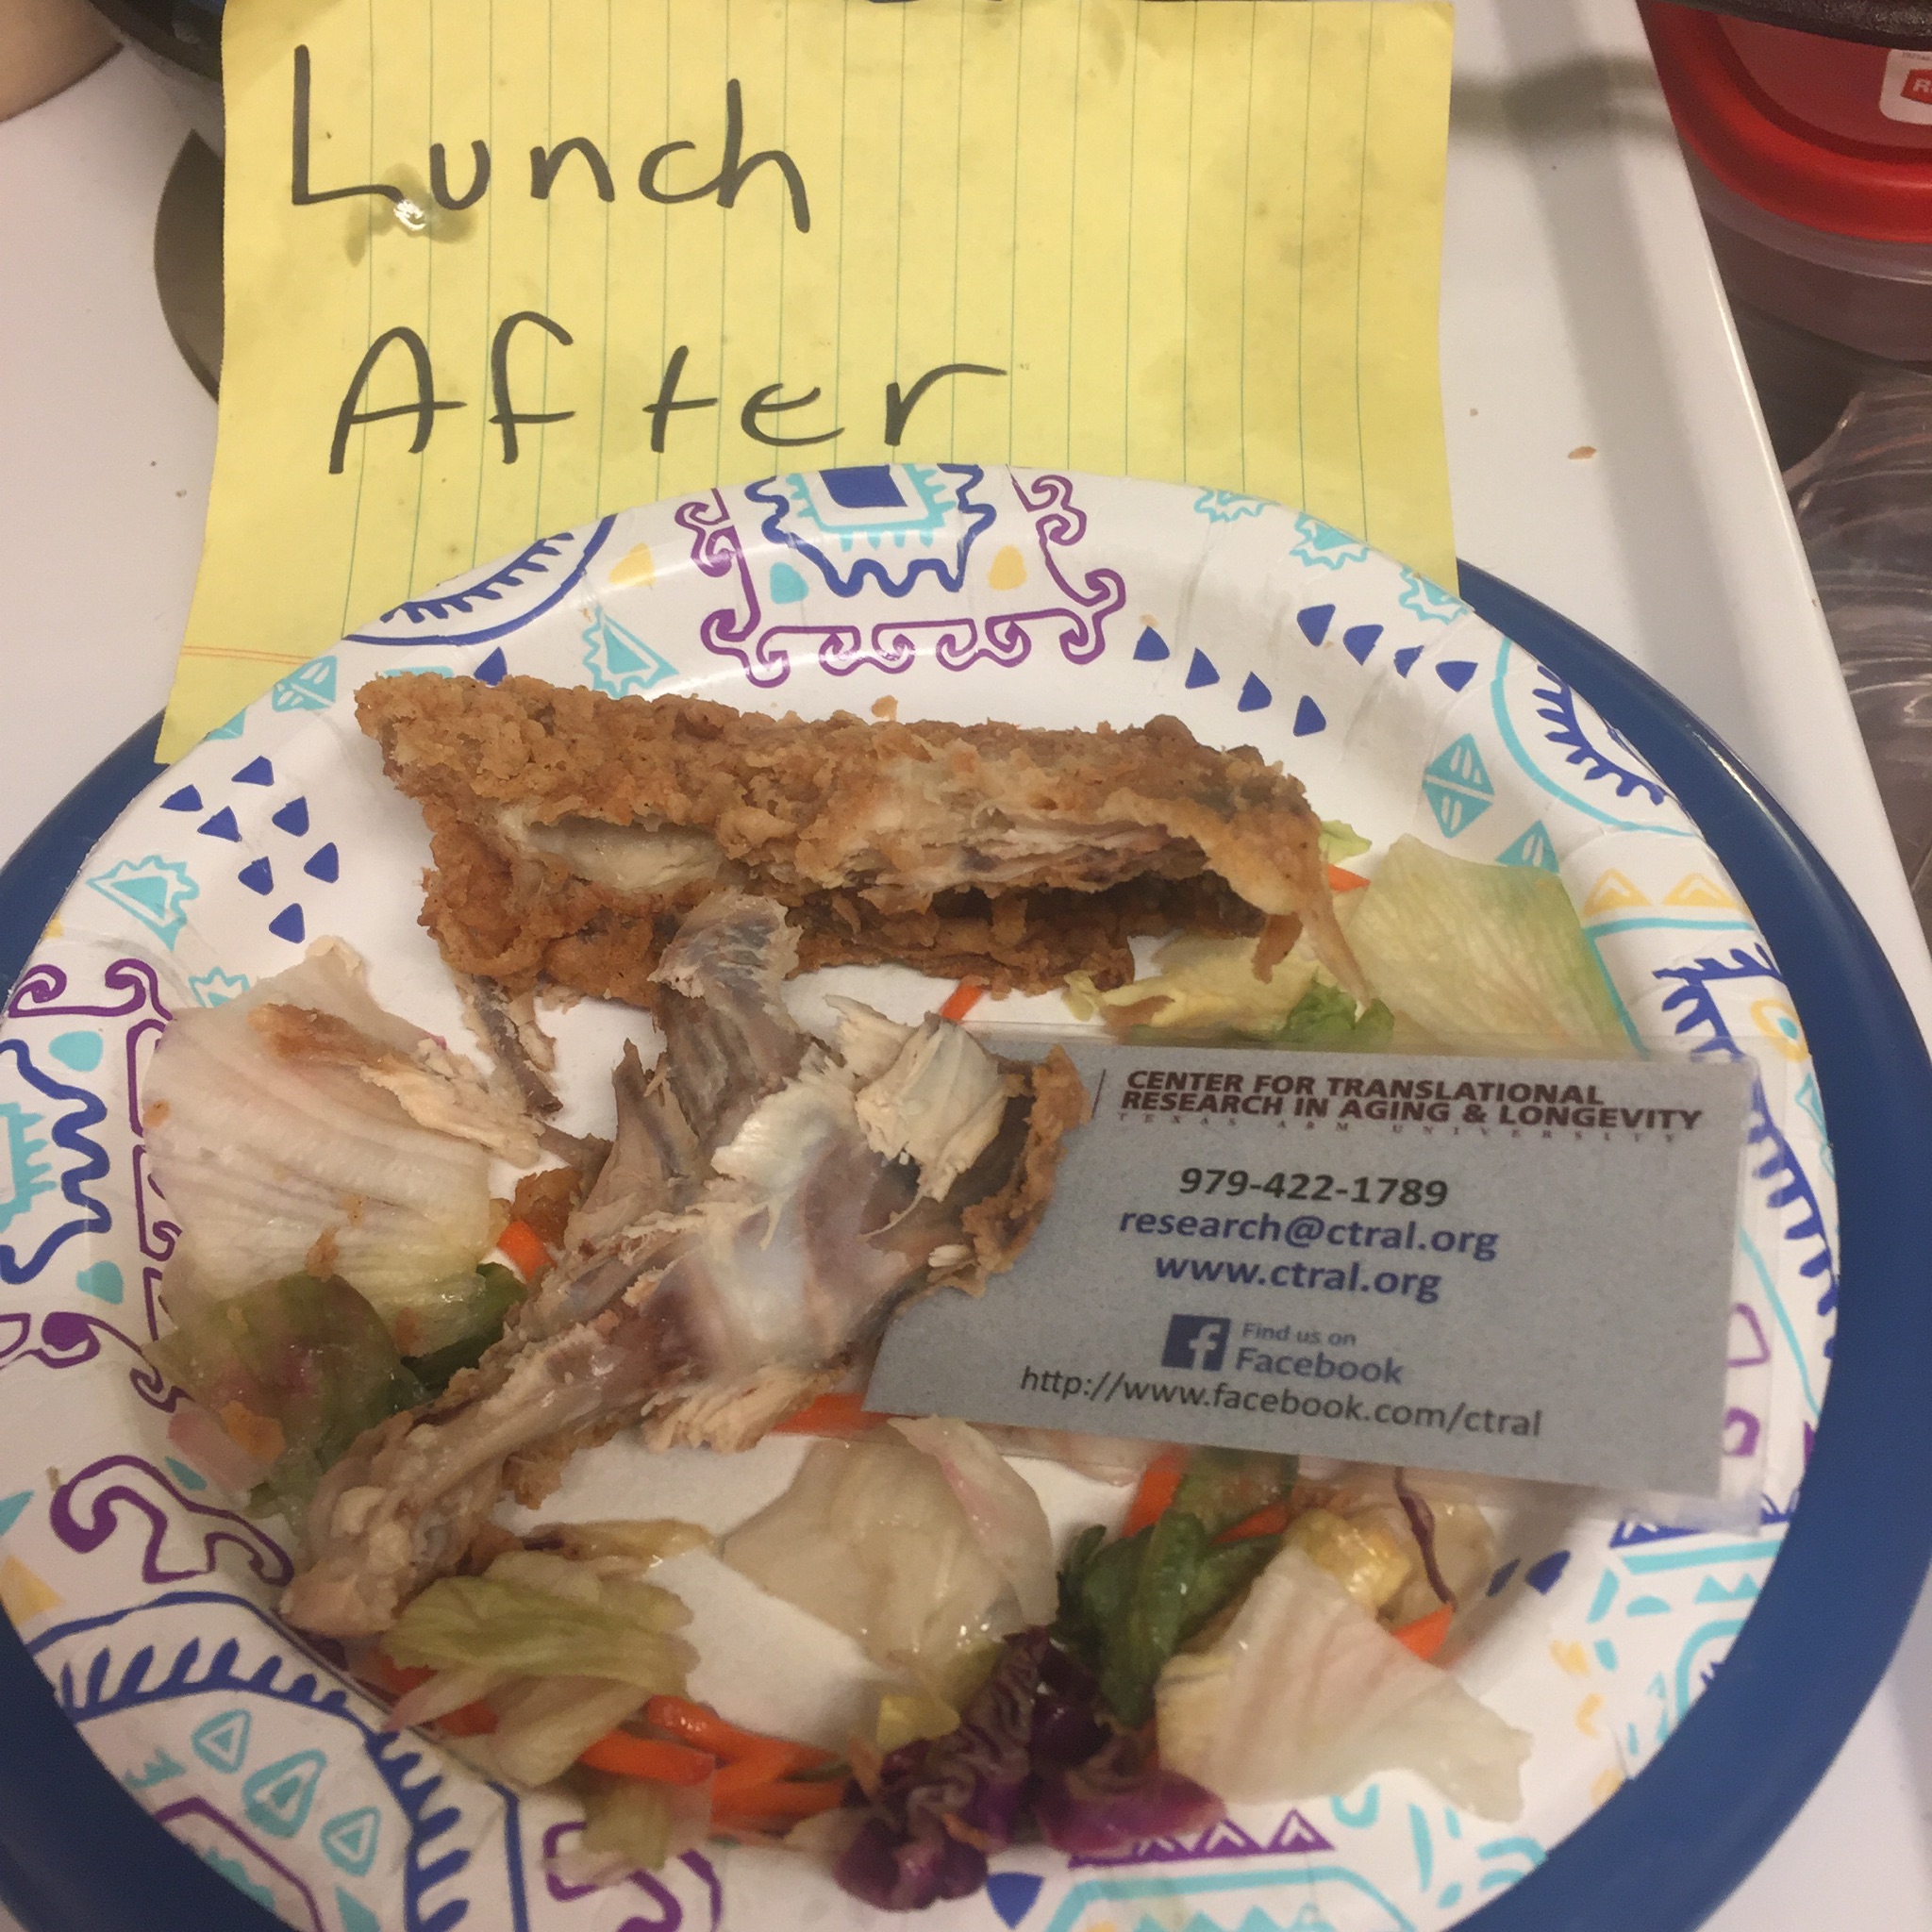 Lunch
After
CENTER FOR TRANSLATIONAL
RESEARCH IN AGING & LONGEVITY
TEXAS A&M UNIVERSITY
979-422-1789
research@ctral.org
www.ctral.org
f Find us on
Facebook
http://www.facebook.com/ctral